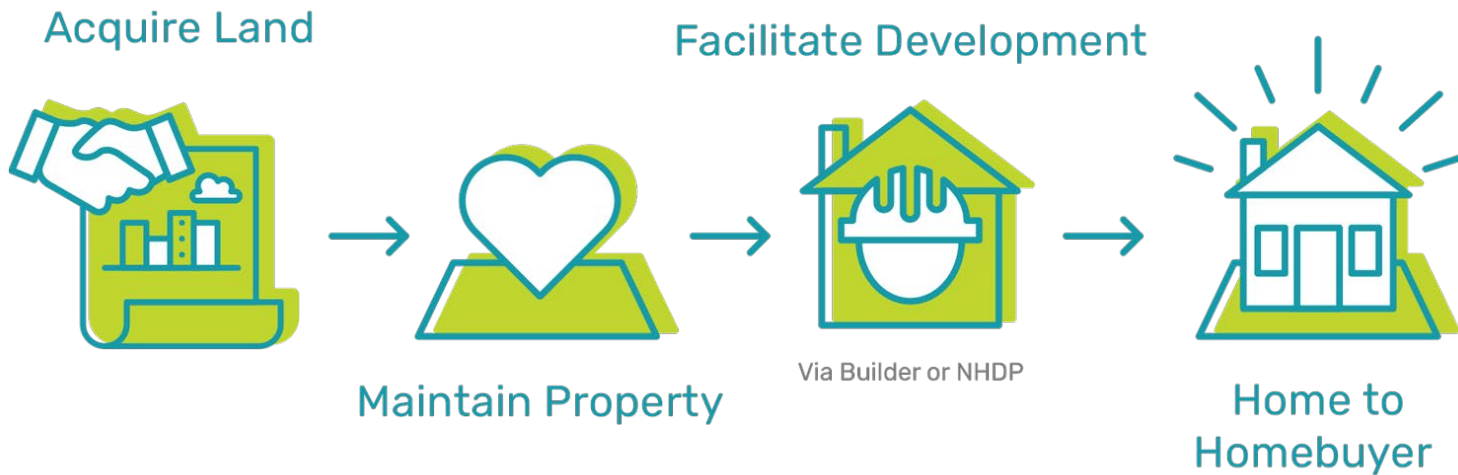 Acquire Land
Maintain Property
Facilitate Development
Via Builder or NHDP
Home to
Homebuyer